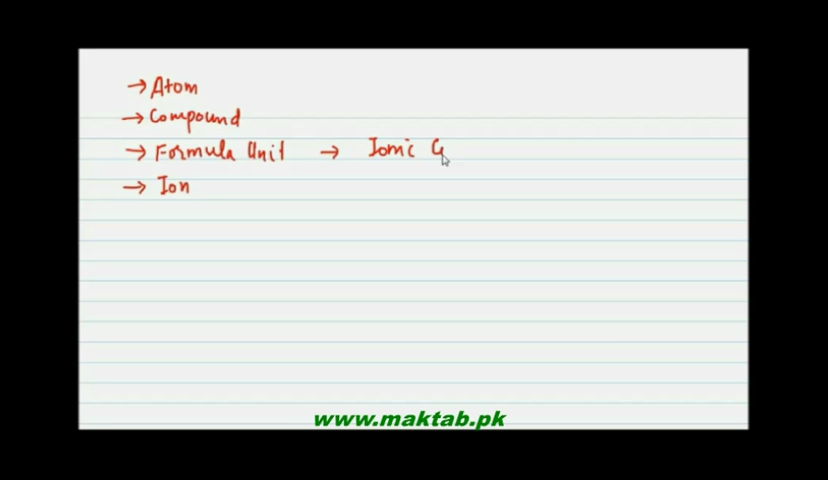 → Atom
→ Compound
→ Formula Unit → Ionic
→ Ion
www.maktab.pk